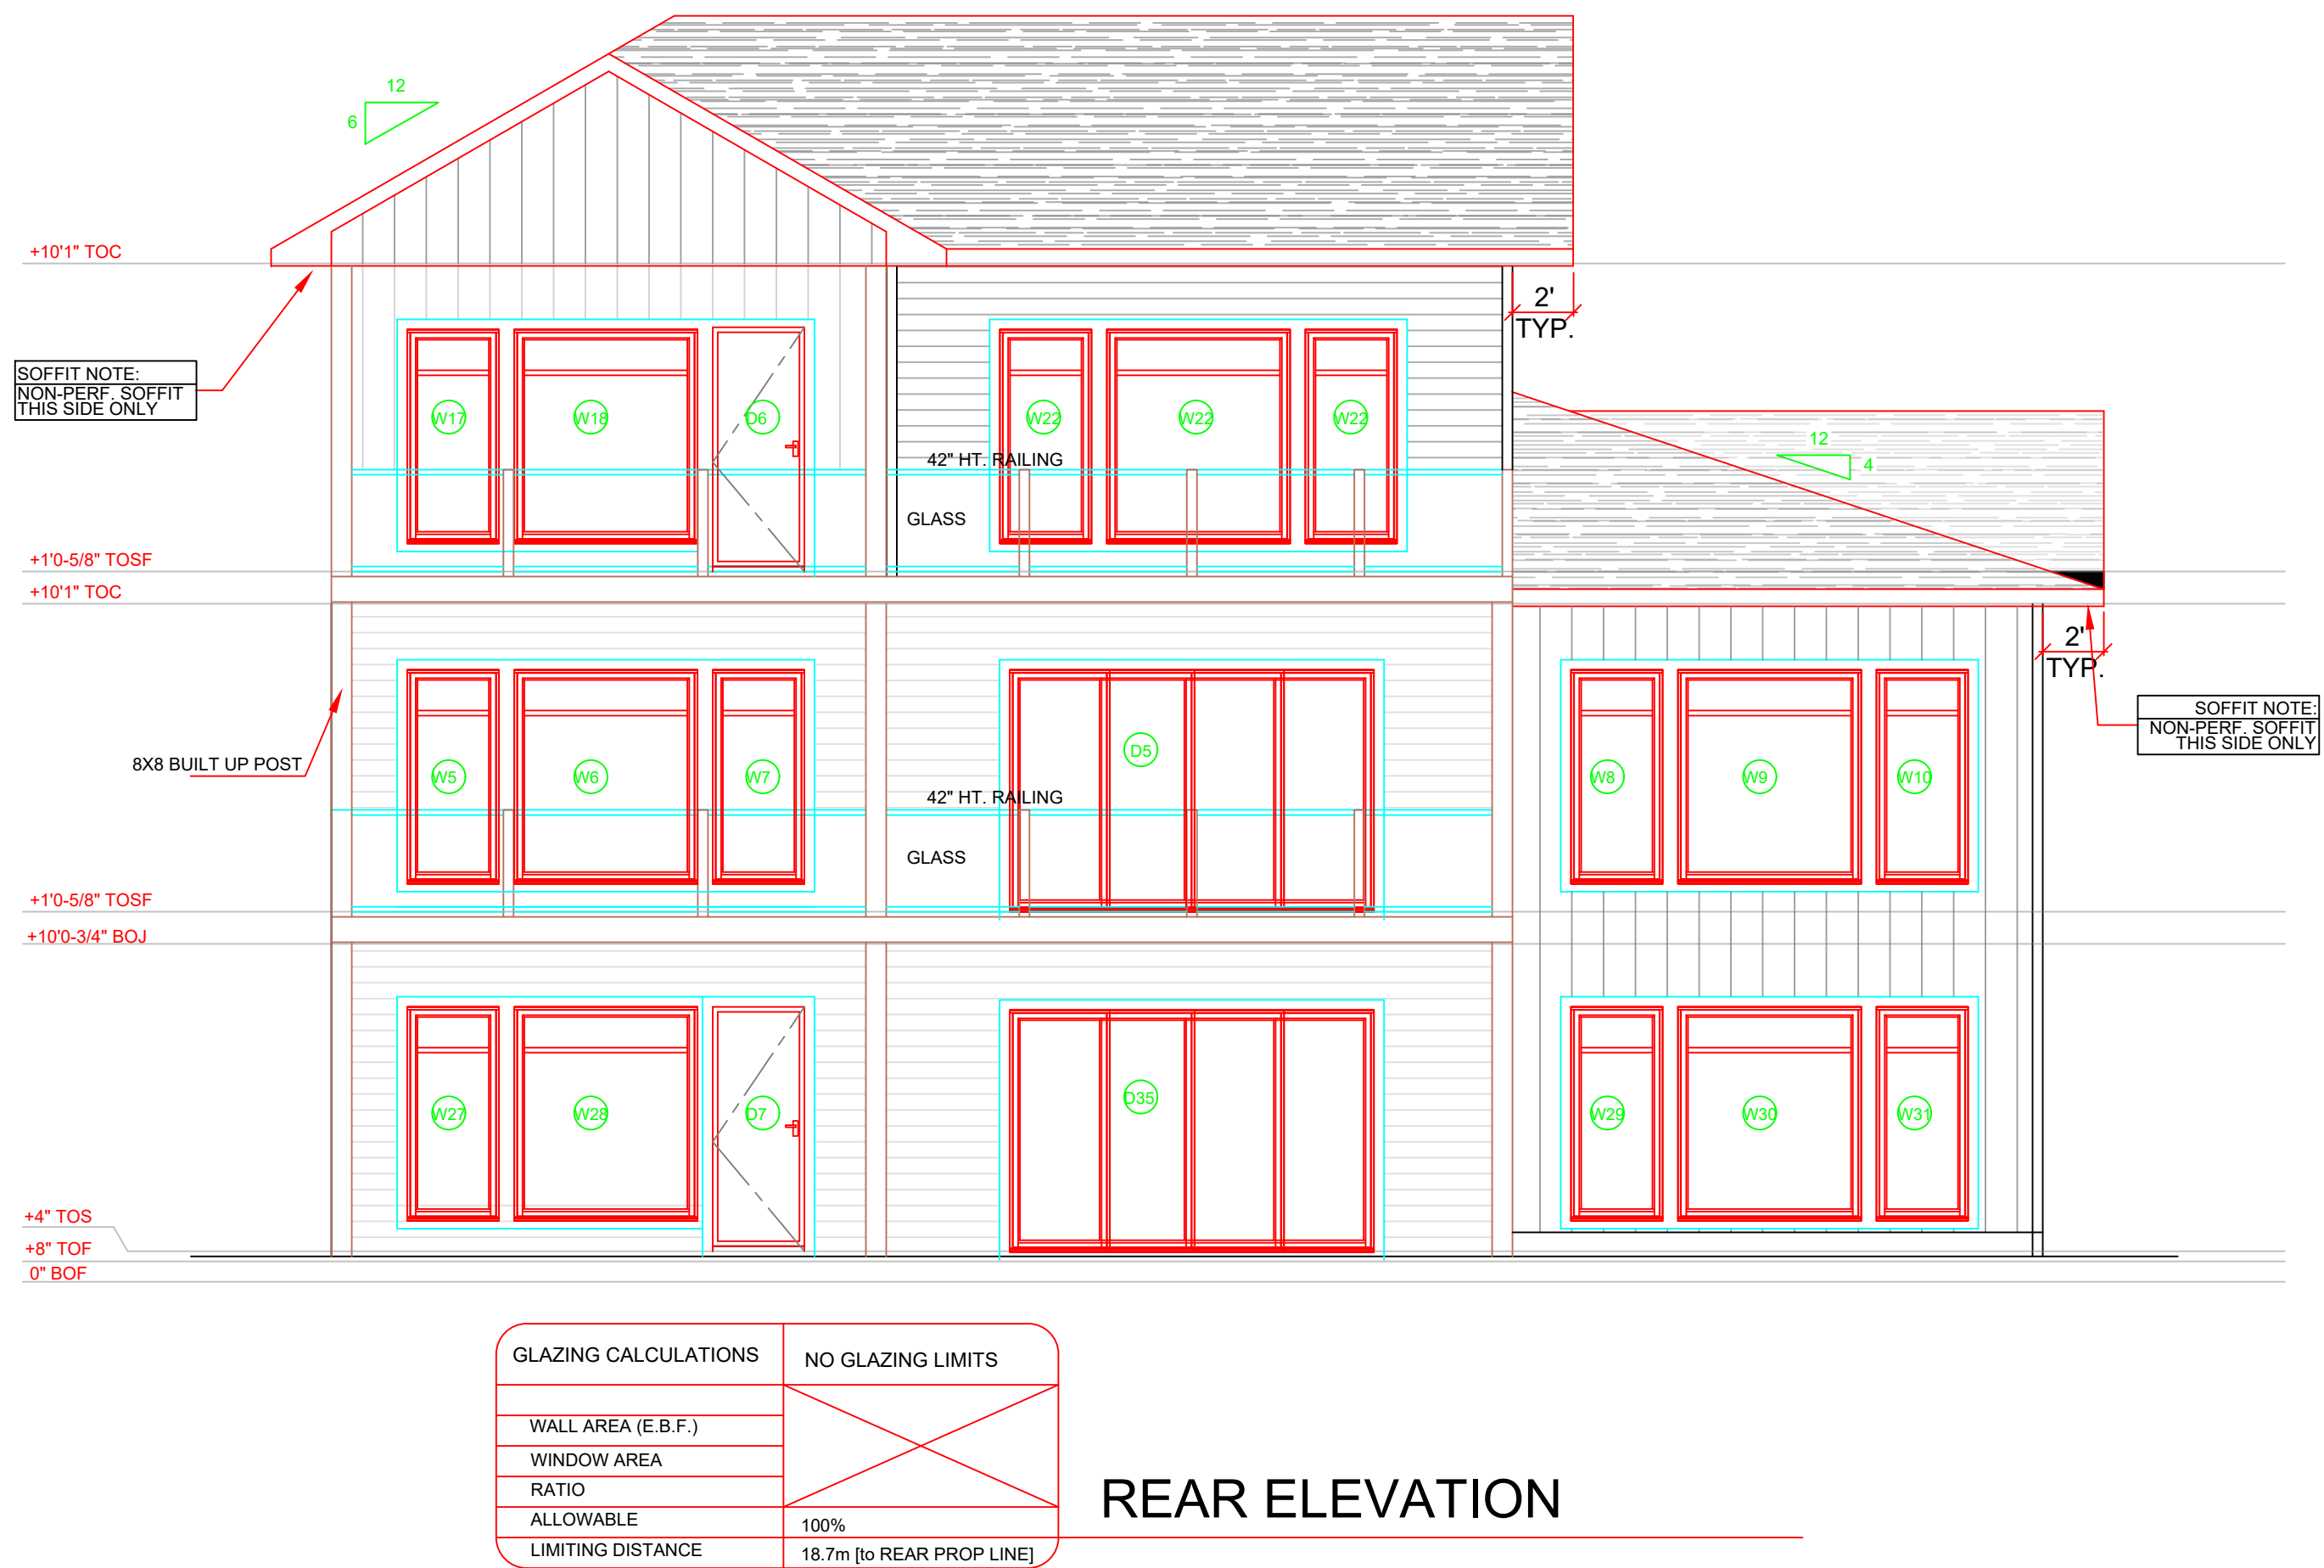 12
6
+10'1" TOC
2'
TYP.
SOFFIT NOTE:
NON-PERF. SOFFIT
THIS SIDE ONLY
W17
W18
D6
W22
W22
W22
12
4
42" HT. RAILING
GLASS
+1'0-5/8" TOSF
+10'1" TOC
2'
TYP.
SOFFIT NOTE:
NON-PERF. SOFFIT
THIS SIDE ONLY
8X8 BUILT UP POST
W5
W6
W7
D5
W8
W9
W10
42" HT. RAILING
GLASS
+1'0-5/8" TOSF
+10'0-3/4" BOJ
W27
W28
D7
D35
W29
W30
W31
+4" TOS
+8" TOF
0" BOF
GLAZING CALCULATIONS
NO GLAZING LIMITS
WALL AREA (E.B.F.)
WINDOW AREA
RATIO
ALLOWABLE
100%
LIMITING DISTANCE
18.7m [to REAR PROP LINE]
REAR ELEVATION